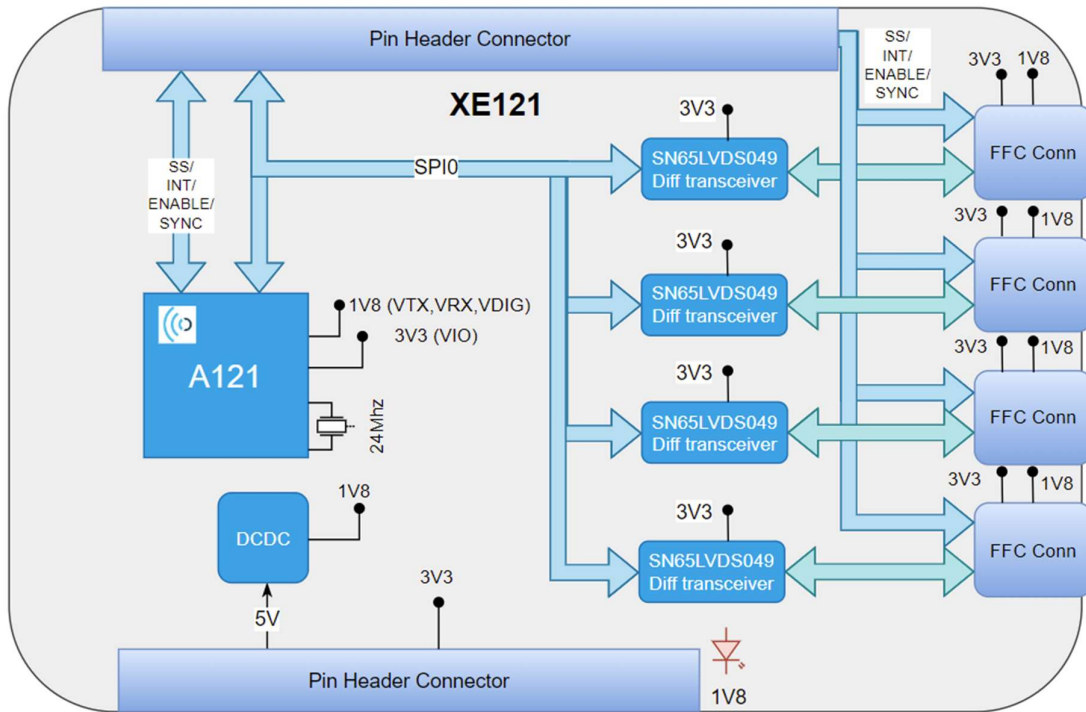 Pin Header Connector
XE121
SS/
INT/
ENABLE/
SYNC
SPI0
SS/
INT/
ENABLE/
SYNC
3V3
1V8
FFC Conn
3V3
SN65LVDS049
Diff transceiver
3V3
1V8
FFC Conn
3V3
SN65LVDS049
Diff transceiver
3V3
1V8
FFC Conn
3V3
SN65LVDS049
Diff transceiver
3V3
1V8
FFC Conn
3V3
SN65LVDS049
Diff transceiver
A121
1V8 (VTX,VRX,VDIG)
3V3 (VIO)
24Mhz
DCDC
1V8
5V
3V3
Pin Header Connector
1V8